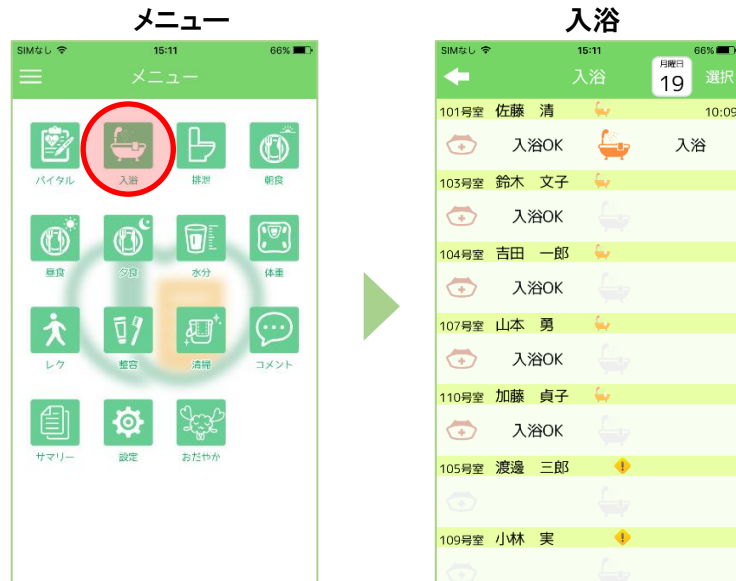 メニュー
SIMなし 15:11 66%
メニュー
バイタル 入浴 排泄 朝食
昼食 夕食 水分 体重
レク 整容 清掃 コメント
サマリー 設定 おだやか
入浴
SIMなし 15:11 66%
入浴 月曜日 19 選択
101号室 佐藤 清 10:09
入浴OK 入浴
103号室 鈴木 文子
入浴OK
104号室 吉田 一郎
入浴OK
107号室 山本 勇
入浴OK
110号室 加藤 貞子
入浴OK
105号室 渡邊 三郎
109号室 小林 実